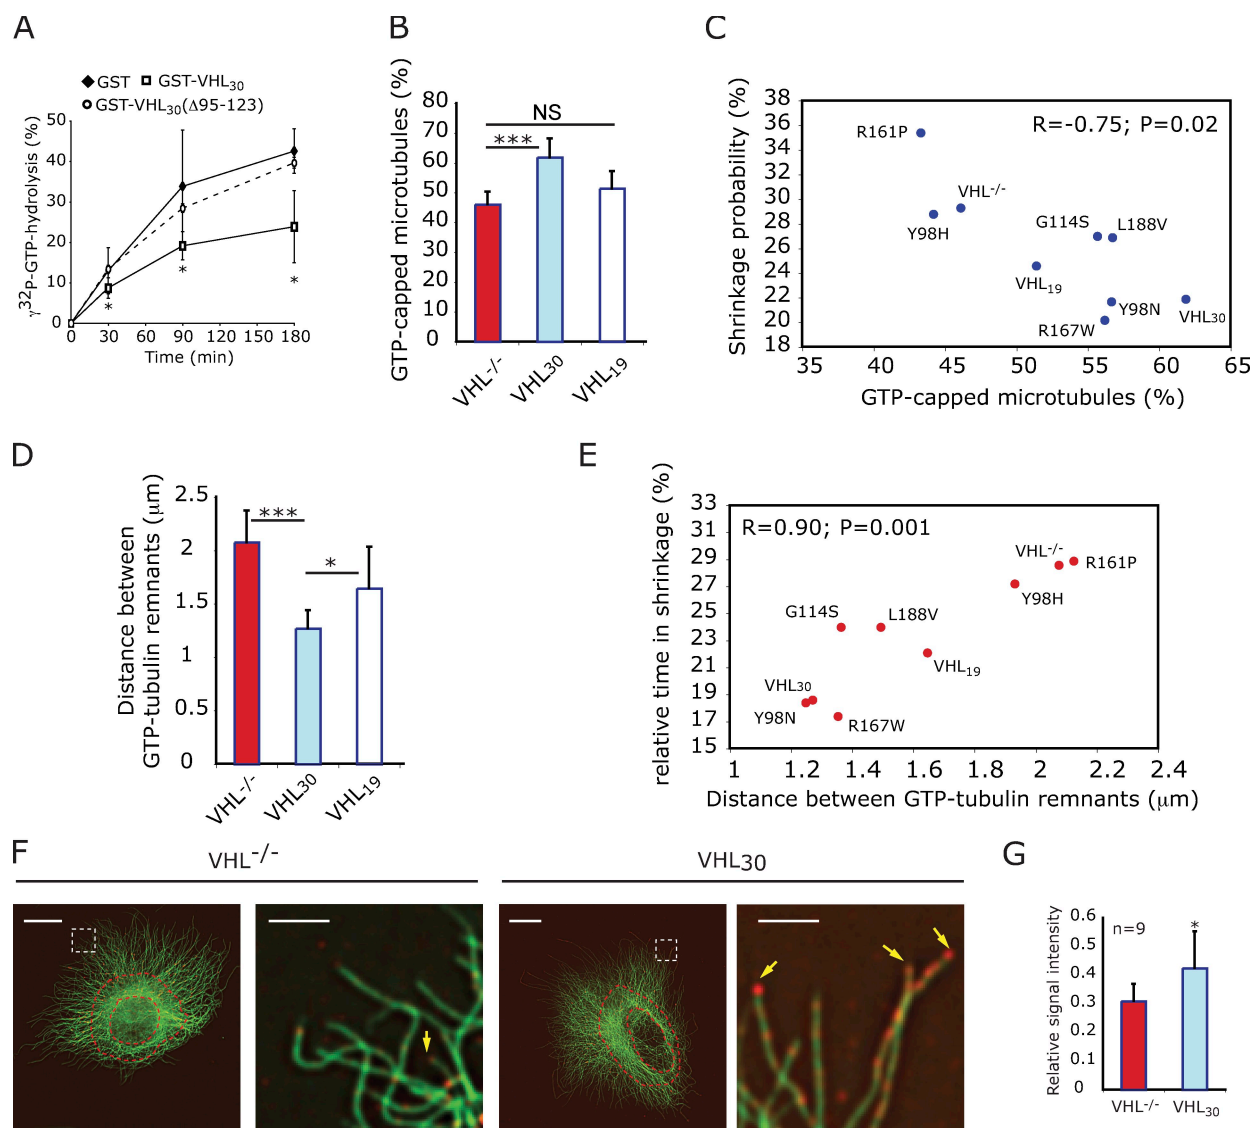 A
◆GST □ GST-VHL30
○GST-VHL30(Δ95-123)
γ32P-GTP-hydrolysis (%)
50
40
30
20
10
0
0 30 60 90 120 150 180
Time (min)
*
*
*
B
GTP-capped microtubules (%)
80
70
60
50
40
30
20
10
0
NS
***
VHL-/-
VHL30
VHL19
C
Shrinkage probability (%)
38
36
34
32
30
28
26
24
22
20
18
R=-0.75; P=0.02
R161P
VHL-/-
Y98H
G114S
L188V
VHL19
Y98N
VHL30
R167W
35 40 45 50 55 60 65
GTP-capped microtubules (%)
D
Distance between
GTP-tubulin remnants (μm)
2.5
2
1.5
1
0.5
0
***
*
VHL-/-
VHL30
VHL19
E
relative time in shrinkage (%)
33
31
29
27
25
23
21
19
17
15
R=0.90; P=0.001
VHL-/-
R161P
Y98H
G114S
L188V
VHL19
VHL30
Y98N
R167W
1 1.2 1.4 1.6 1.8 2 2.2 2.4
Distance between GTP-tubulin remnants (μm)
F
VHL-/-
VHL30
G
Relative signal intensity
0.6
0.5
0.4
0.3
0.2
0.1
0
n=9
*
VHL-/-
VHL30